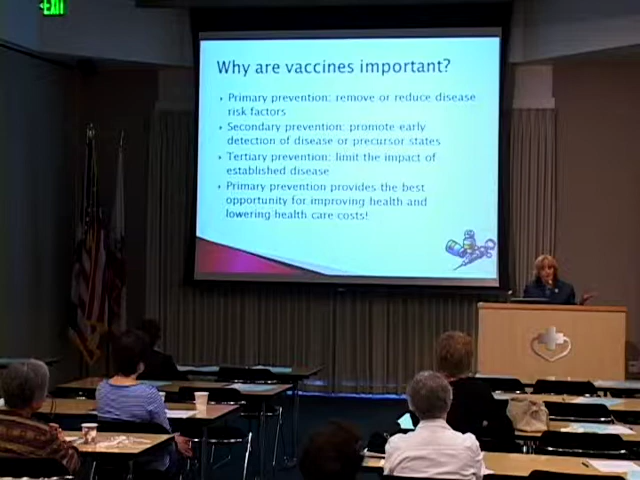 EXIT
Why are vaccines important?
Primary prevention: remove or reduce disease
risk factors
Secondary prevention: promote early
detection of disease or precursor states
Tertiary prevention: limit the impact of
established disease
Primary prevention provides the best
opportunity for improving health and
lowering health care costs!